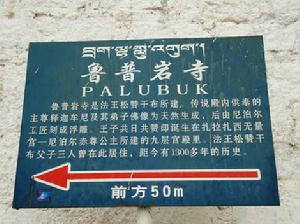 བྲག་ལྷ་ཀླུ་ཕུག
鲁普岩寺
PALUBUK
鲁普岩寺是法王松赞干布所建。传说殿内供奉的
主尊释迦牟尼及其弟子佛像为天然生成，后由尼泊尔
工匠刻成浮雕。王子共日共赞却诞生在扎拉扎西无量
宫—尼泊尔赤尊公主所建的九层宫殿里。法王松赞干
布父子三人曾在此居住，距今有1300多年的历史。
前方50m